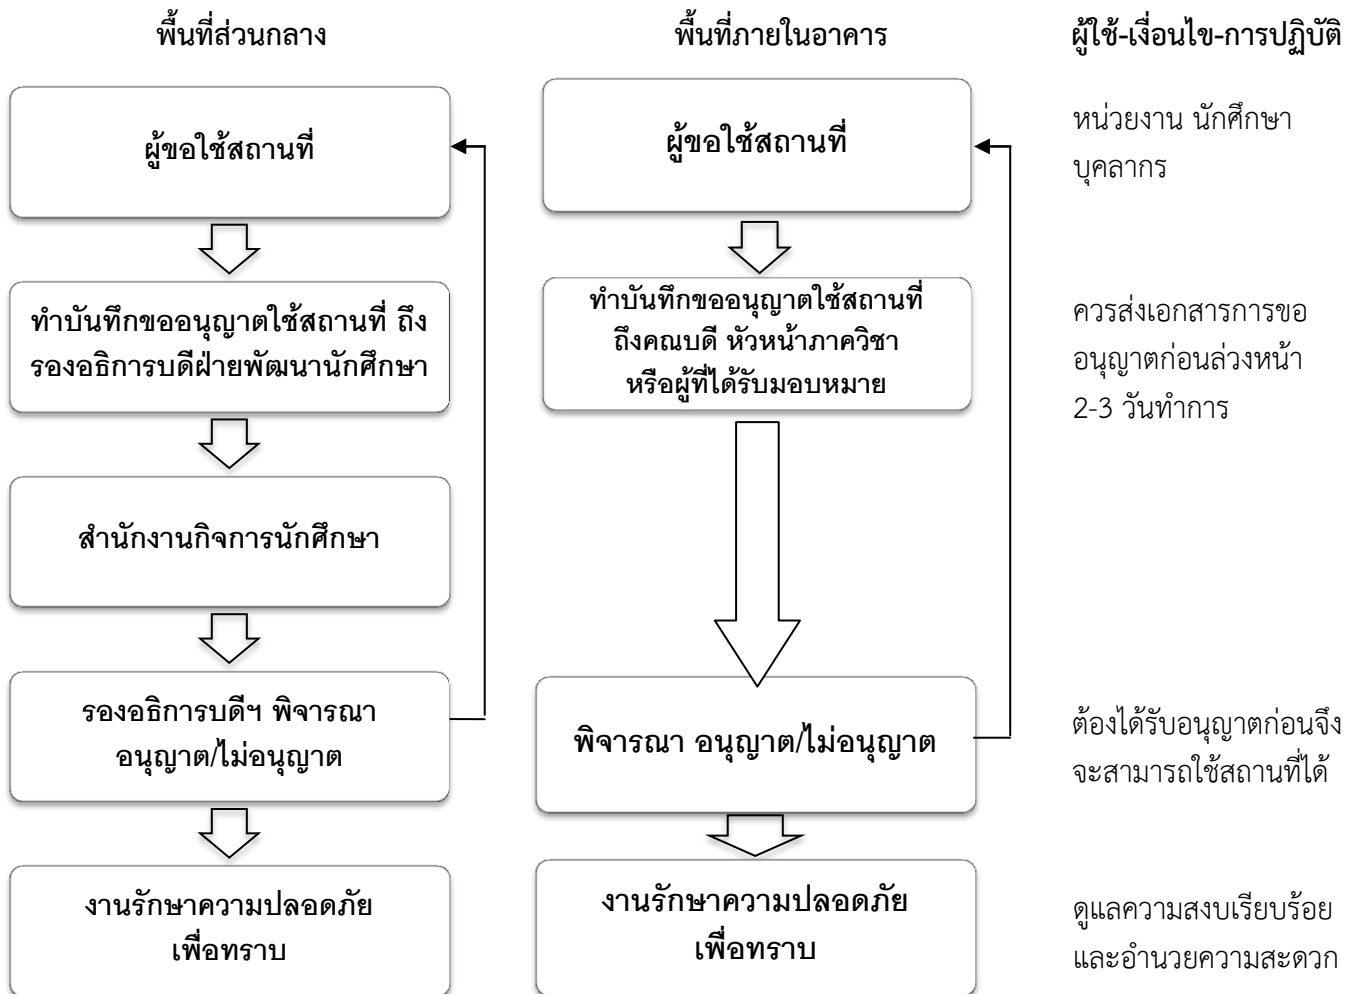 พื้นที่ส่วนกลาง
ผู้ขอใช้สถานที่
ทำบันทึกขออนุญาตใช้สถานที่ ถึง
รองอธิการบดีฝ่ายพัฒนานักศึกษา
สำนักงานกิจการนักศึกษา
รองอธิการบดีฯ พิจารณา
อนุญาต/ไม่อนุญาต
งานรักษาความปลอดภัย
เพื่อทราบ
พื้นที่ภายในอาคาร
ผู้ขอใช้สถานที่
ทำบันทึกขออนุญาตใช้สถานที่
ถึงคณบดี หัวหน้าภาควิชา
หรือผู้ที่ได้รับมอบหมาย
พิจารณา อนุญาต/ไม่อนุญาต
งานรักษาความปลอดภัย
เพื่อทราบ
ผู้ใช้-เงื่อนไข-การปฏิบัติ
หน่วยงาน นักศึกษา
บุคลากร
ควรส่งเอกสารการขอ
อนุญาตก่อนล่วงหน้า
2-3 วันทำการ
ต้องได้รับอนุญาตก่อนจึง
จะสามารถใช้สถานที่ได้
ดูแลความสงบเรียบร้อย
และอำนวยความสะดวก